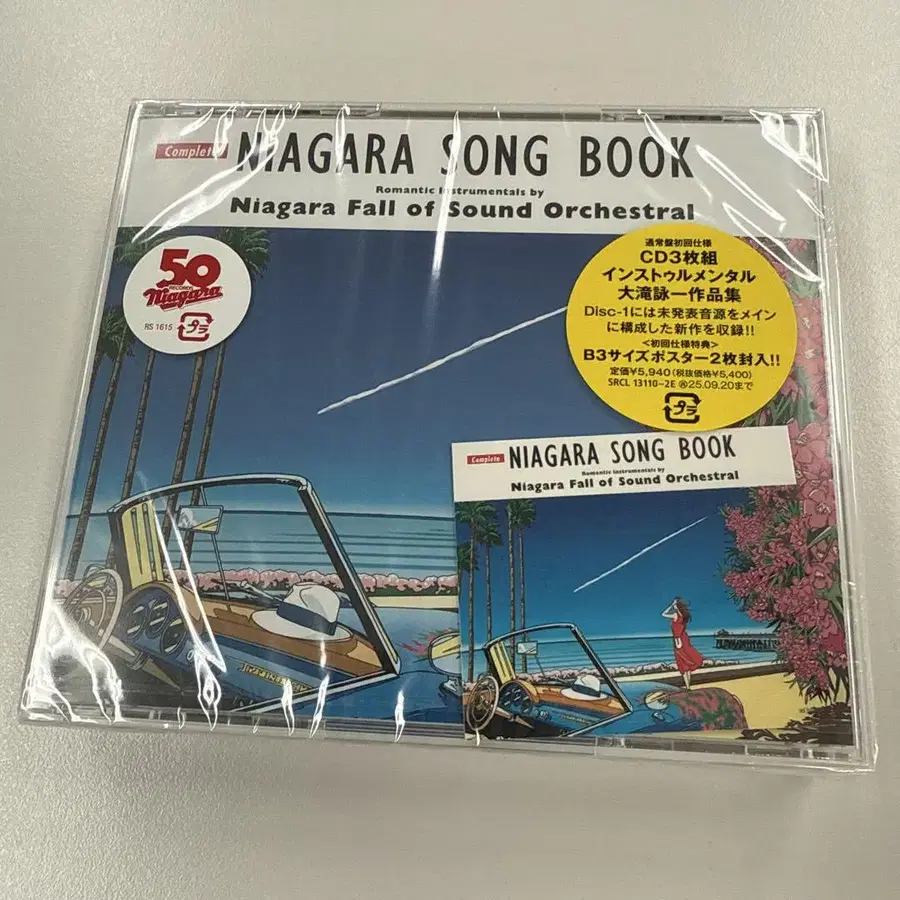 Complete
NIAGARA SONG BOOK
Romantic Instrumentals by
Niagara Fall of Sound Orchestral
50
RECORDS
Niagara
RS 1615
プラ
通常盤初回仕様
CD3枚組
インストゥルメンタル
大滝詠一作品集
Disc-1には未発表音源をメイン
に構成した新作を収録!!
<初回仕様特典>
B3サイズポスター2枚封入!!
定価¥5,940(税抜価格¥5,400)
SRCL 13110-2E Ⓐ25.09.20まで
プラ
Complete
NIAGARA SONG BOOK
Romantic Instrumentals by
Niagara Fall of Sound Orchestral